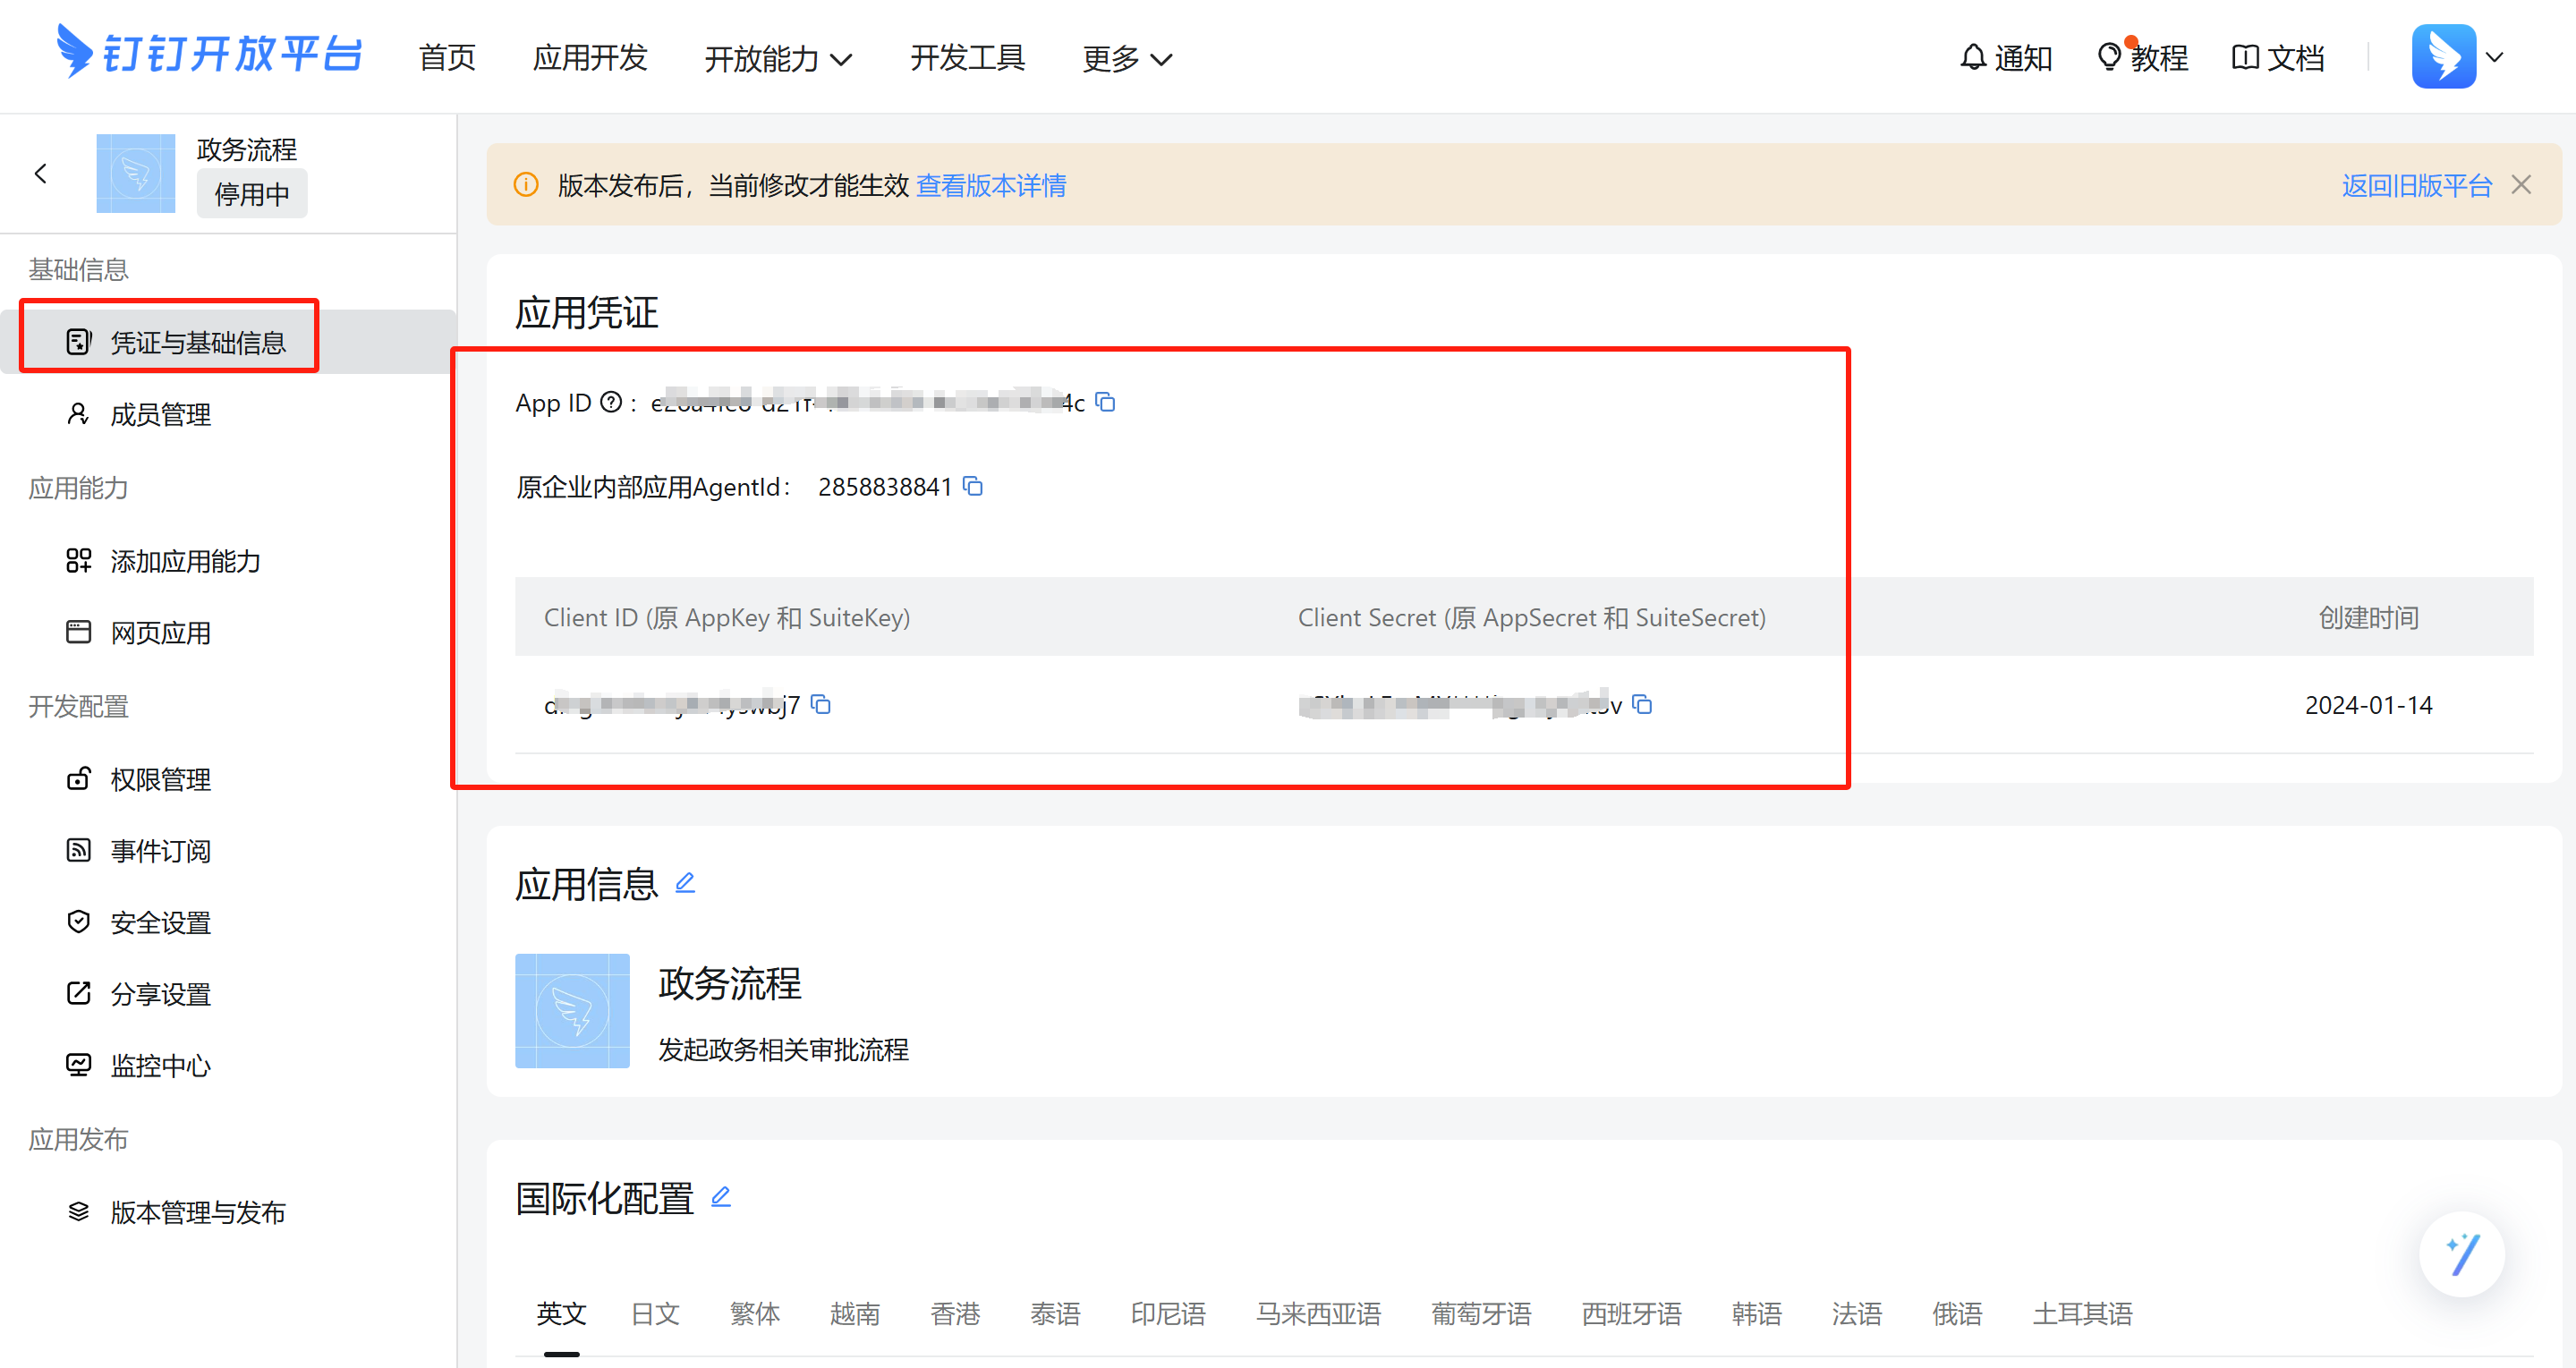 钉钉开放平台
首页 应用开发 开放能力 开发工具 更多
通知 教程 文档
政务流程
停用中
基础信息
凭证与基础信息
成员管理
应用能力
添加应用能力
网页应用
开发配置
权限管理
事件订阅
安全设置
分享设置
监控中心
应用发布
版本管理与发布
版本发布后，当前修改才能生效 查看版本详情
返回旧版平台
应用凭证
App ID :
原企业内部应用AgentId： 2858838841
Client ID (原 AppKey 和 SuiteKey) Client Secret (原 AppSecret 和 SuiteSecret) 创建时间
2024-01-14
应用信息
政务流程
发起政务相关审批流程
国际化配置
英文 日文 繁体 越南 香港 泰语 印尼语 马来西亚语 葡萄牙语 西班牙语 韩语 法语 俄语 土耳其语